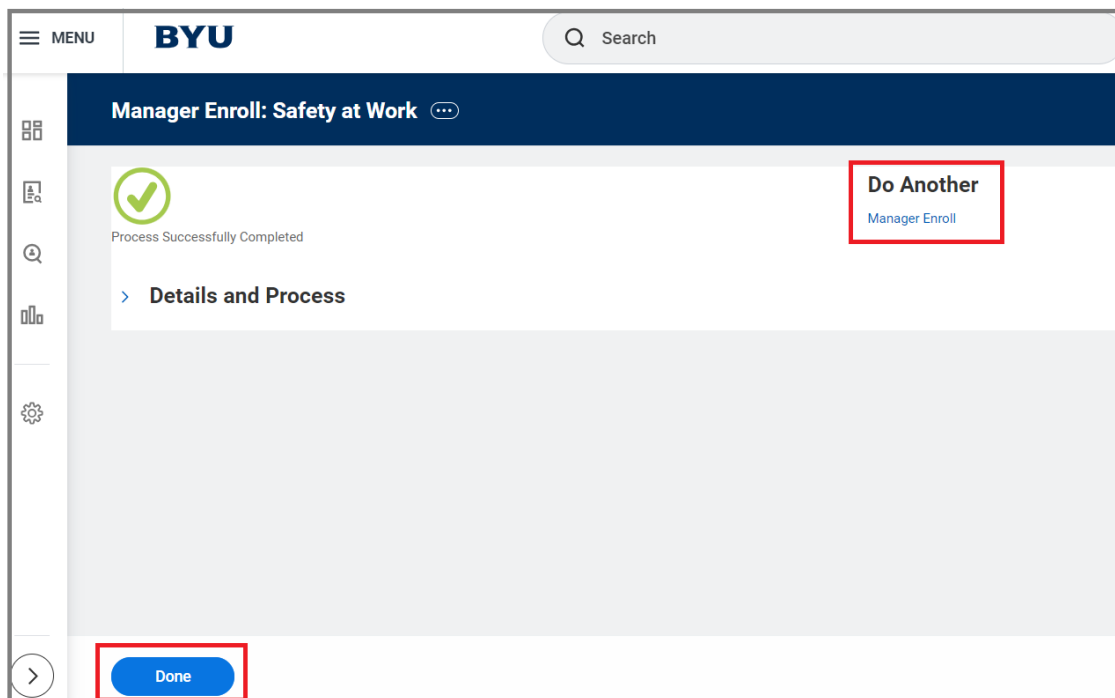 MENU
BYU
Search
Manager Enroll: Safety at Work
Do Another
Manager Enroll
Process Successfully Completed
Details and Process
Done